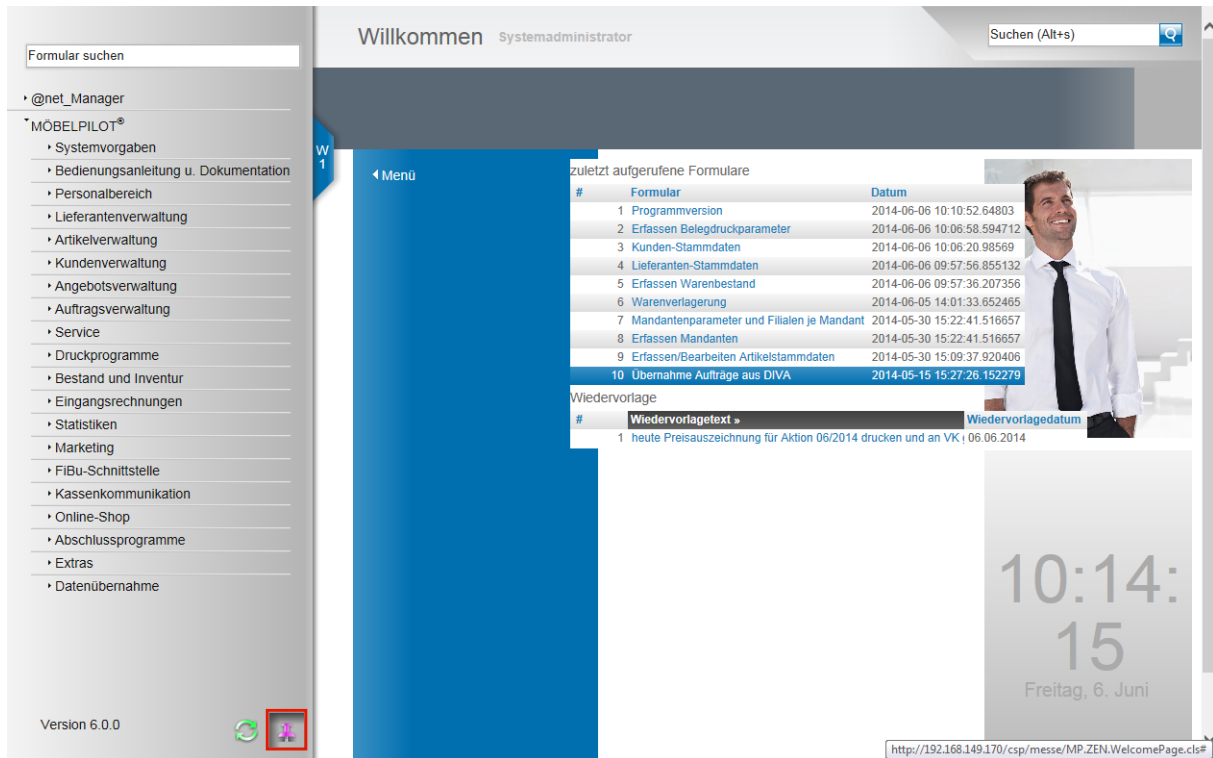 Formular suchen
@net_Manager
MÖBELPILOT®
Systemvorgaben
Bedienungsanleitung u. Dokumentation
Personalbereich
Lieferantenverwaltung
Artikelverwaltung
Kundenverwaltung
Angebotsverwaltung
Auftragsverwaltung
Service
Druckprogramme
Bestand und Inventur
Eingangsrechnungen
Statistiken
Marketing
FiBu-Schnittstelle
Kassenkommunikation
Online-Shop
Abschlussprogramme
Extras
Datenübernahme
Version 6.0.0
W
1
Willkommen Systemadministrator
Suchen (Alt+s)
Menü
zuletzt aufgerufene Formulare
# Formular Datum
1 Programmversion 2014-06-06 10:10:52.64803
2 Erfassen Belegdruckparameter 2014-06-06 10:06:58.594712
3 Kunden-Stammdaten 2014-06-06 10:06:20.98569
4 Lieferanten-Stammdaten 2014-06-06 09:57:56.855132
5 Erfassen Warenbestand 2014-06-06 09:57:36.207356
6 Warenverlagerung 2014-06-05 14:01:33.652465
7 Mandantenparameter und Filialen je Mandant 2014-05-30 15:22:41.516657
8 Erfassen Mandanten 2014-05-30 15:22:41.516657
9 Erfassen/Bearbeiten Artikelstammdaten 2014-05-30 15:09:37.920406
10 Übernahme Aufträge aus DIVA 2014-05-15 15:27:26.152279
Wiedervorlage
# Wiedervorlagetext » Wiedervorlagedatum
1 heute Preisauszeichnung für Aktion 06/2014 drucken und an VK 06.06.2014
10:14:
15
Freitag, 6. Juni
http://192.168.149.170/csp/messe/MP.ZEN.WelcomePage.cls#